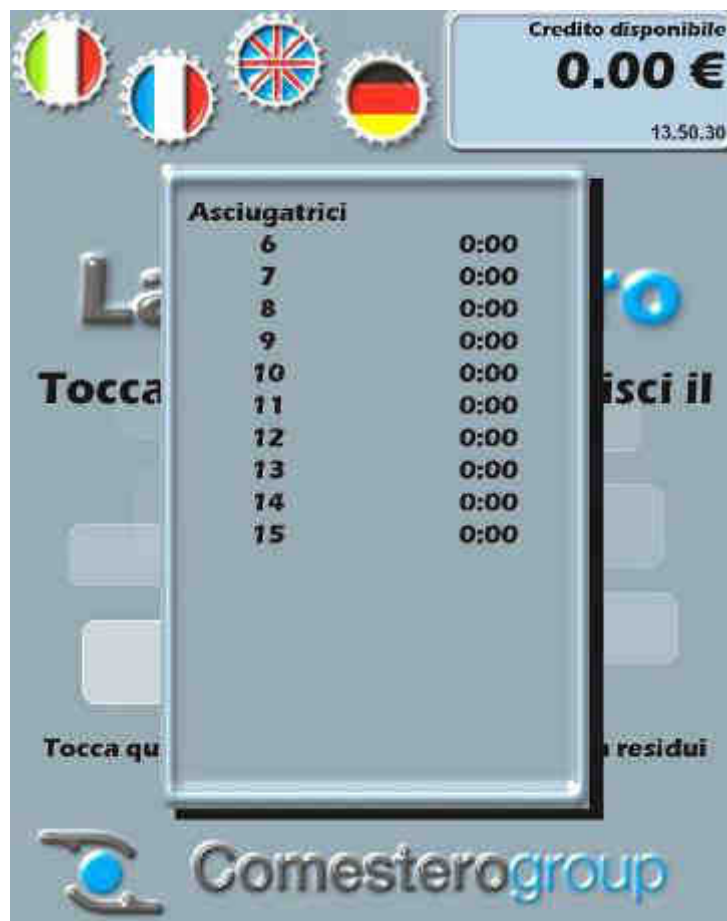 Credito disponibile
0.00 €
13.50.30
Asciugatrici
6 0:00
7 0:00
8 0:00
9 0:00
10 0:00
11 0:00
12 0:00
13 0:00
14 0:00
15 0:00
Tocca
isci il
Tocca qu
residui
Comesterogroup